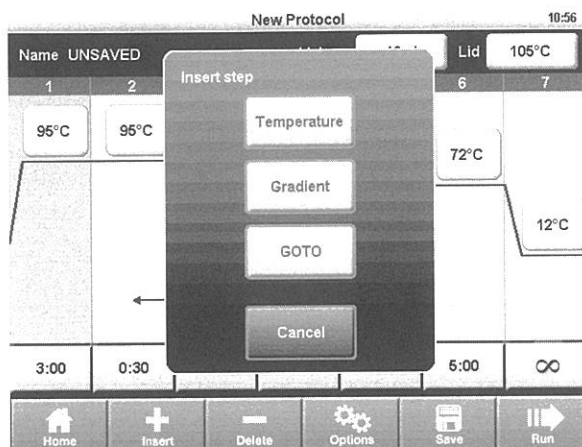 New Protocol 10:56
Name UNSAVED Lid 105°C
1 2 6 7
Insert step
Temperature
95°C 95°C
72°C
Gradient
12°C
GOTO
Cancel
3:00 0:30 5:00 ∞
Home Insert Delete Options Save Run